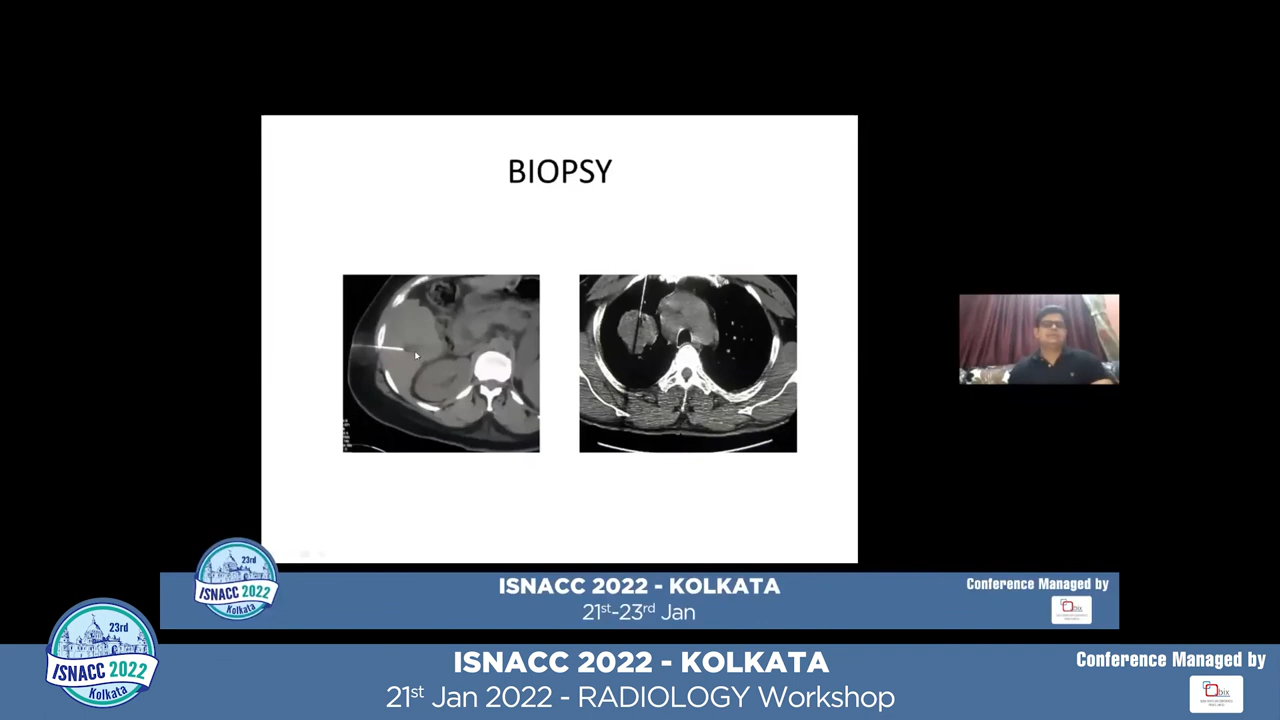 BIOPSY
23rd
ISNACC 2022
Kolkata
ISNACC 2022 - KOLKATA
21st-23rd Jan
Conference Managed by
23rd
ISNACC 2022
Kolkata
ISNACC 2022 - KOLKATA
21st Jan 2022 - RADIOLOGY Workshop
Conference Managed by